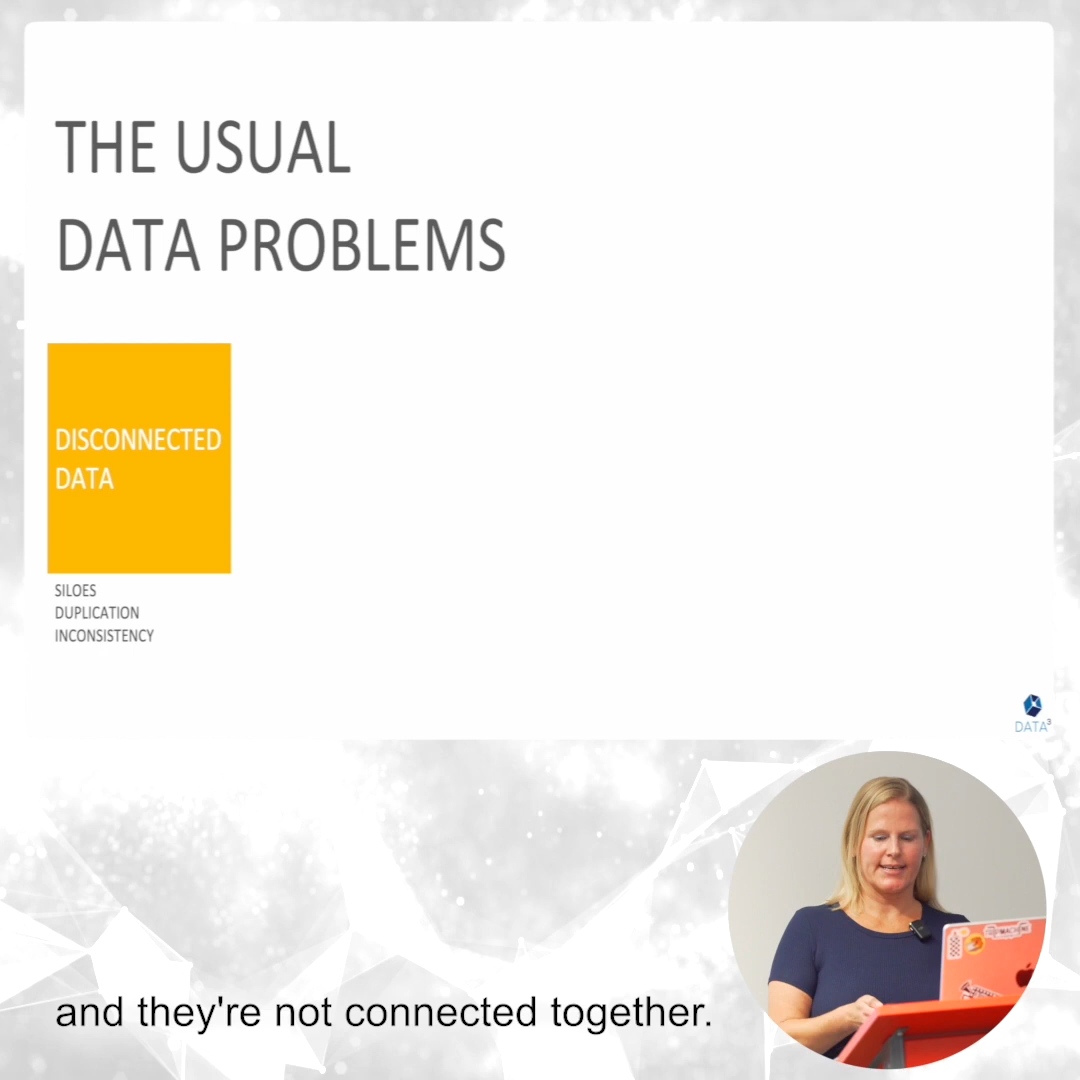 THE USUAL
DATA PROBLEMS
DISCONNECTED
DATA
SILOES
DUPLICATION
INCONSISTENCY
DATA³
and they're not connected together.